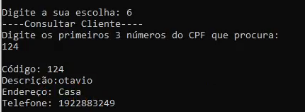 Digite a sua escolha: 6
----Consultar Cliente----
Digite os primeiros 3 números do CPF que procura:
124
Código: 124
Descrição:otavio
Endereço: Casa
Telefone: 1922883249